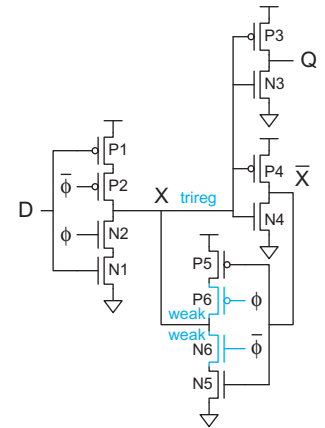 P3
Q
N3
P1
P4
ϕ̅
P2
X
trireg
X̅
D
N4
ϕ
N2
P5
N1
P6
ϕ
weak
weak
N6
ϕ̅
N5